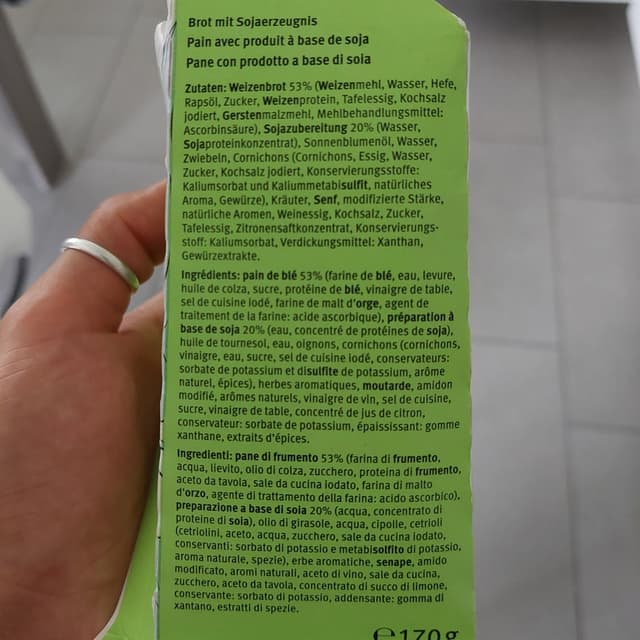 Brot mit Sojaerzeugnis
Pain avec produit à base de soja
Pane con prodotto a base di soia
Zutaten: Weizenbrot 53% (Weizenmehl, Wasser, Hefe,
Rapsöl, Zucker, Weizenprotein, Tafelessig, Kochsalz
jodiert, Gerstenmalzmehl, Mehlbehandlungsmittel:
Ascorbinsäure), Sojazubereitung 20% (Wasser,
Sojaproteinkonzentrat), Sonnenblumenöl, Wasser,
Zwiebeln, Cornichons (Cornichons, Essig, Wasser,
Zucker, Kochsalz jodiert, Konservierungsstoffe:
Kaliumsorbat und Kaliummetabisulfit, natürliches
Aroma, Gewürze), Kräuter, Senf, modifizierte Stärke,
natürliche Aromen, Weinessig, Kochsalz, Zucker,
Tafelessig, Zitronensaftkonzentrat, Konservierungs-
stoff: Kaliumsorbat, Verdickungsmittel: Xanthan,
Gewürzextrakte.
Ingrédients: pain de blé 53% (farine de blé, eau, levure,
huile de colza, sucre, protéine de blé, vinaigre de table,
sel de cuisine iodé, farine de malt d'orge, agent de
traitement de la farine: acide ascorbique), préparation à
base de soja 20% (eau, concentré de protéines de soja),
huile de tournesol, eau, oignons, cornichons (cornichons,
vinaigre, eau, sucre, sel de cuisine iodé, conservateurs:
sorbate de potassium et disulfite de potassium, arôme
naturel, épices), herbes aromatiques, moutarde, amidon
modifié, arômes naturels, vinaigre de vin, sel de cuisine,
sucre, vinaigre de table, concentré de jus de citron,
conservateur: sorbate de potassium, épaississant: gomme
xanthane, extraits d'épices.
Ingredienti: pane di frumento 53% (farina di frumento,
acqua, lievito, olio di colza, zucchero, proteina di frumento,
aceto da tavola, sale da cucina iodato, farina di malto
d'orzo, agente di trattamento della farina: acido ascorbico),
preparazione a base di soia 20% (acqua, concentrato di
proteine di soia), olio di girasole, acqua, cipolle, cetrioli
(cetriolini, aceto, acqua, zucchero, sale da cucina iodato,
conservanti: sorbato di potassio e metabisolfito di potassio,
aroma naturale, spezie), erbe aromatiche, senape, amido
modificato, aromi naturali, aceto di vino, sale da cucina,
zucchero, aceto da tavola, concentrato di succo di limone,
conservante: sorbato di potassio, addensante: gomma di
xantano, estratti di spezie.
℮170g